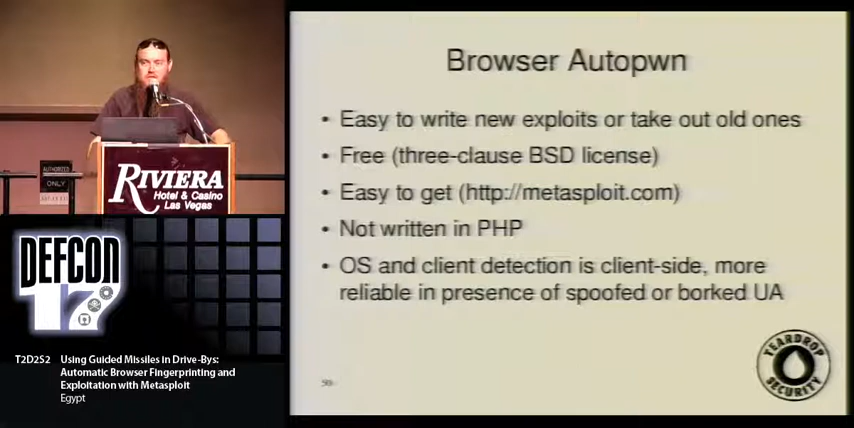 Browser Autopwn
• Easy to write new exploits or take out old ones
• Free (three-clause BSD license)
• Easy to get (http://metasploit.com)
• Not written in PHP
• OS and client detection is client-side, more
reliable in presence of spoofed or borked UA
TEARDROP
SECURITY
AUTHORIZED
ONLY
RIVIERA
Hotel & Casino
Las Vegas
DEFCON
17
T2D2S2
Using Guided Missiles in Drive-Bys:
Automatic Browser Fingerprinting and
Exploitation with Metasploit
Egypt